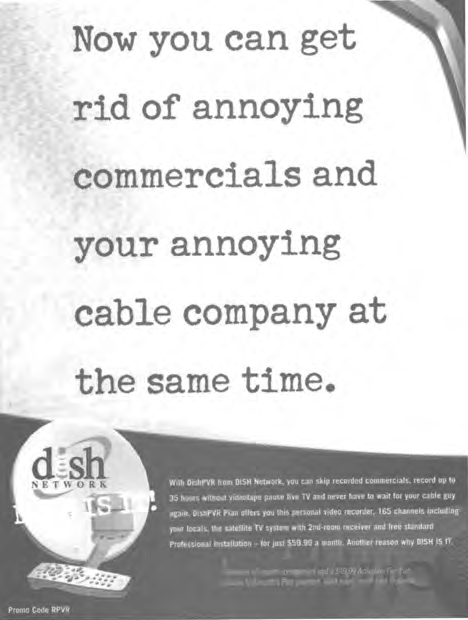 Now you can get
rid of annoying
commercials and
your annoying
cable company at
the same time.
dish
NETWORK
IS IT!
With DishPVR from DISH Network, you can skip recorded commercials, record up to
35 hours without videotape pause live TV and never have to wait for your cable guy
again. DishPVR Plan offers you this personal video recorder, 165 channels including
your locals, the satellite TV system with 2nd-room receiver and free standard
Professional Installation – for just $59.99 a month. Another reason why DISH IS IT.
Promo Code RPVR